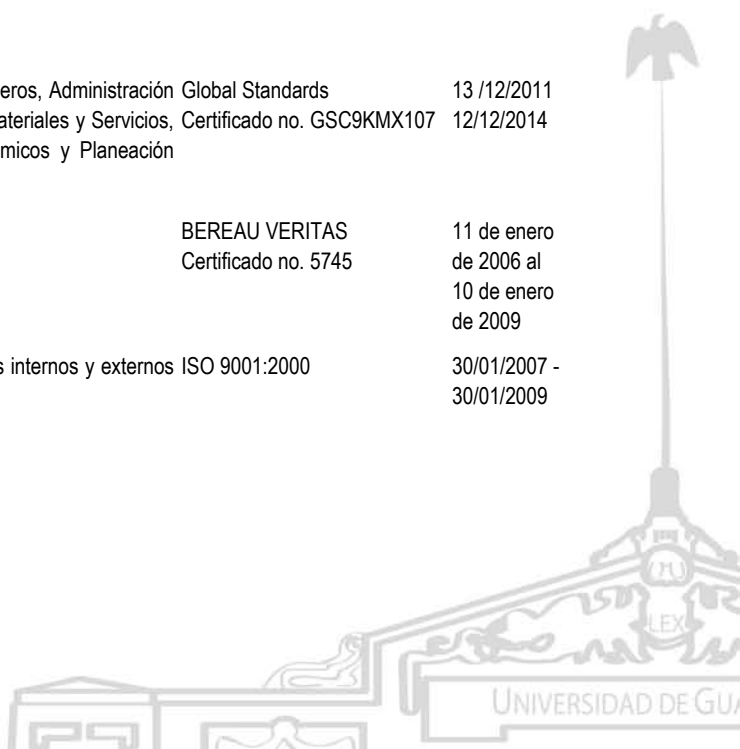 eros, Administración Global Standards 13 /12/2011
ateriales y Servicios, Certificado no. GSC9KMX107 12/12/2014
micos y Planeación
BEREAU VERITAS 11 de enero
Certificado no. 5745 de 2006 al
10 de enero
de 2009
s internos y externos ISO 9001:2000 30/01/2007 -
30/01/2009
LEX
UNIVERSIDAD DE GUA